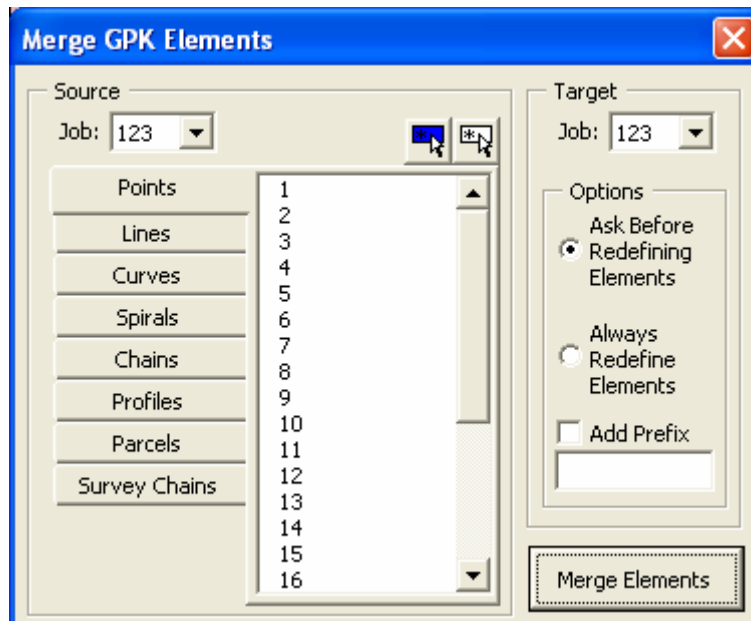 Merge GPK Elements
Source
Job: 123
Points
Lines
Curves
Spirals
Chains
Profiles
Parcels
Survey Chains
1
2
3
4
5
6
7
8
9
10
11
12
13
14
15
16
Target
Job: 123
Options
Ask Before
Redefining
Elements
Always
Redefine
Elements
Add Prefix
Merge Elements